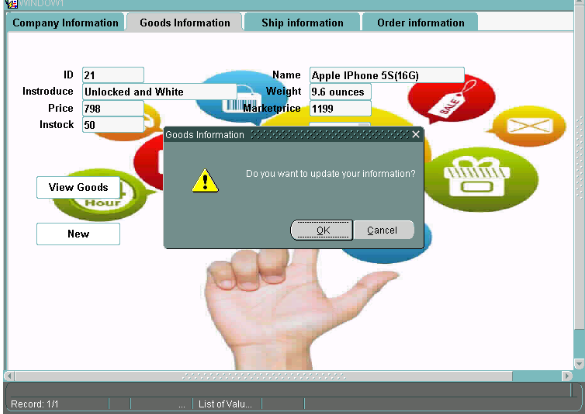 WINDOW1
Company Information Goods Information Ship information Order information
ID 21 Name Apple IPhone 5S(16G)
Instroduce Unlocked and White Weight 9.6 ounces
Price 798 Marketprice 1199
Instock 50
Goods Information
SALE
Do you want to update your information?
View Goods
Hour
OK Cancel
New
Record: 1/1 ... List of Valu...